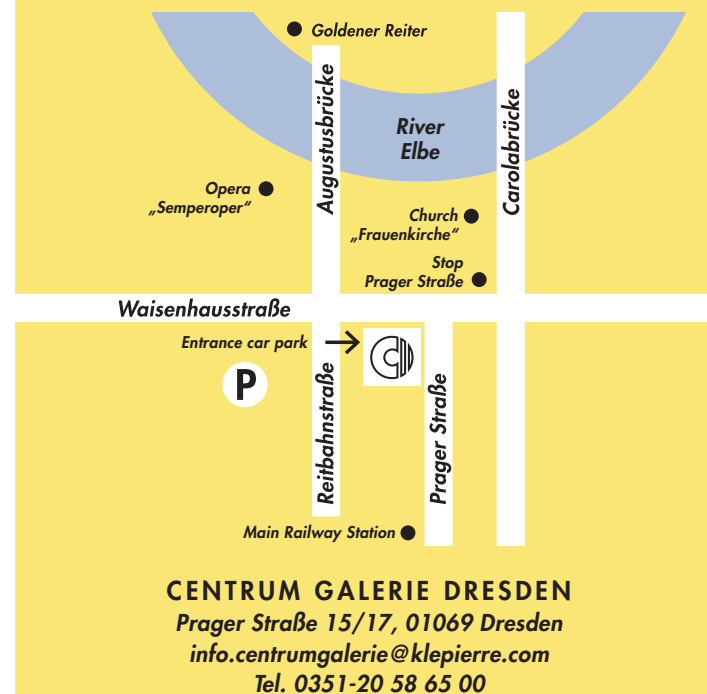 Goldener Reiter
Augustusbrücke
River
Elbe
Carolabrücke
Opera
„Semperoper“
Church
„Frauenkirche“
Stop
Prager Straße
Waisenhausstraße
Entrance car park
P
Reitbahnstraße
Prager Straße
Main Railway Station
CENTRUM GALERIE DRESDEN
Prager Straße 15/17, 01069 Dresden
info.centrumgalerie@klepierre.com
Tel. 0351-20 58 65 00